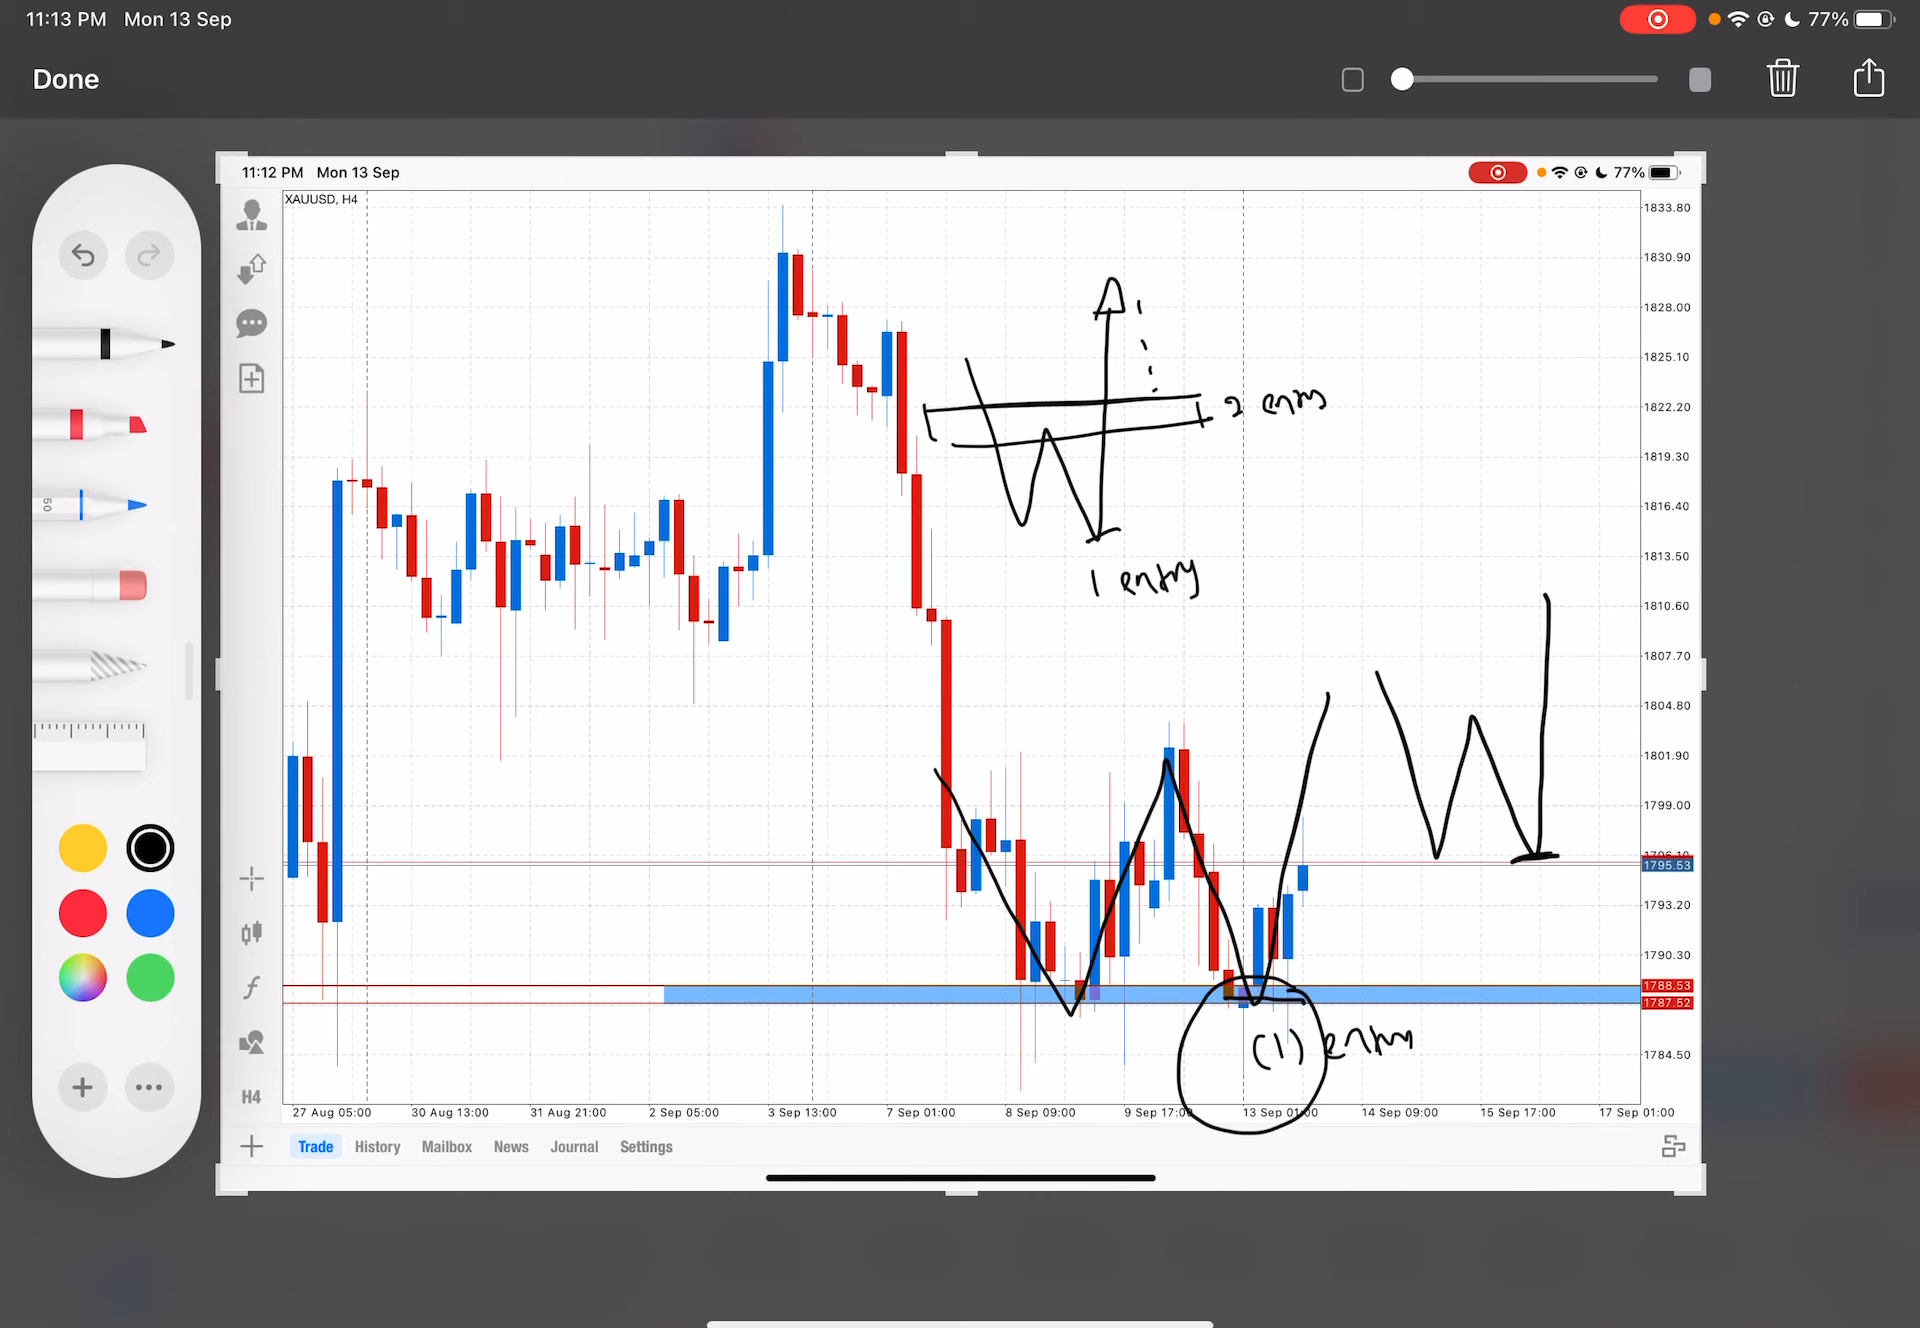 11:13 PM Mon 13 Sep
77%
Done
11:12 PM Mon 13 Sep
77%
XAUUSD, H4
1833.80
1830.90
1828.00
1825.10
1822.20
1819.30
1816.40
1813.50
1810.60
1807.70
1804.80
1801.90
1799.00
1795.53
1793.20
1790.30
1788.53
1787.52
1784.50
2 entry
1 entry
(1) entry
50
H4
27 Aug 05:00 30 Aug 13:00 31 Aug 21:00 2 Sep 05:00 3 Sep 13:00 7 Sep 01:00 8 Sep 09:00 9 Sep 17:00 13 Sep 01:00 14 Sep 09:00 15 Sep 17:00 17 Sep 01:00
Trade History Mailbox News Journal Settings